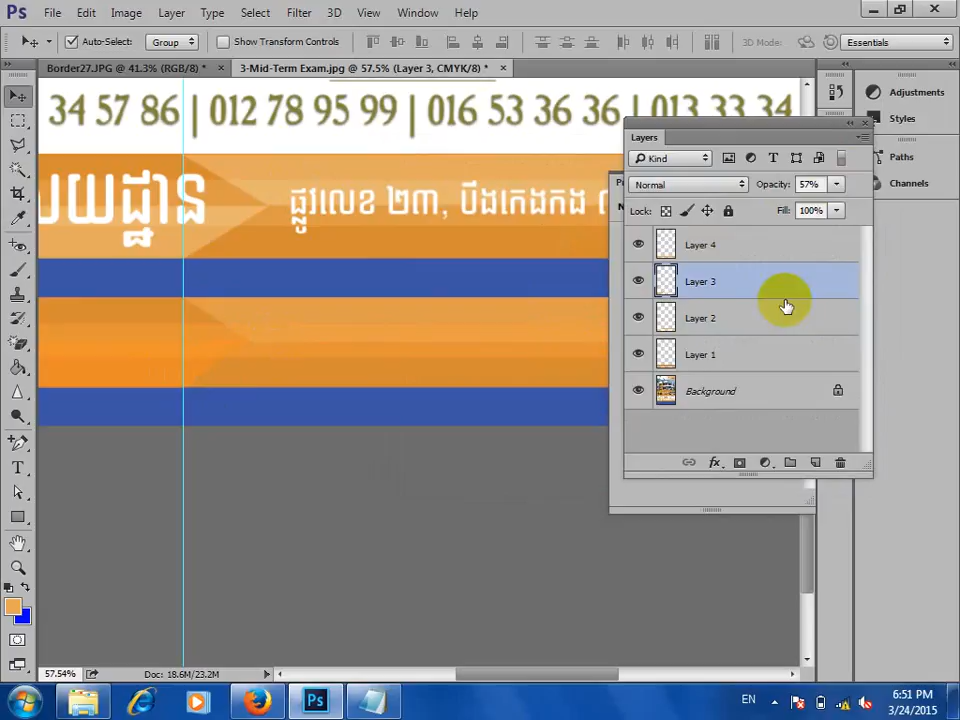 Ps File Edit Image Layer Type Select Filter 3D View Window Help
Auto-Select: Group Show Transform Controls 3D Mode: Essentials
Border27.JPG @ 41.3% (RGB/8) * × 3-Mid-Term Exam.jpg @ 57.5% (Layer 3, CMYK/8) * ×
34 57 86 | 012 78 95 99 | 016 53 36 36 | 013 33 34
Adjustments
Styles
Paths
Channels
Layers
Kind
Normal Opacity: 57%
Lock: Fill: 100%
Layer 4
Layer 3
Layer 2
Layer 1
Background
ផ្លូវលេខ ២៣, បឹងកេងកង
57.54% Doc: 18.6M/23.2M
Ps EN 6:51 PM
3/24/2015